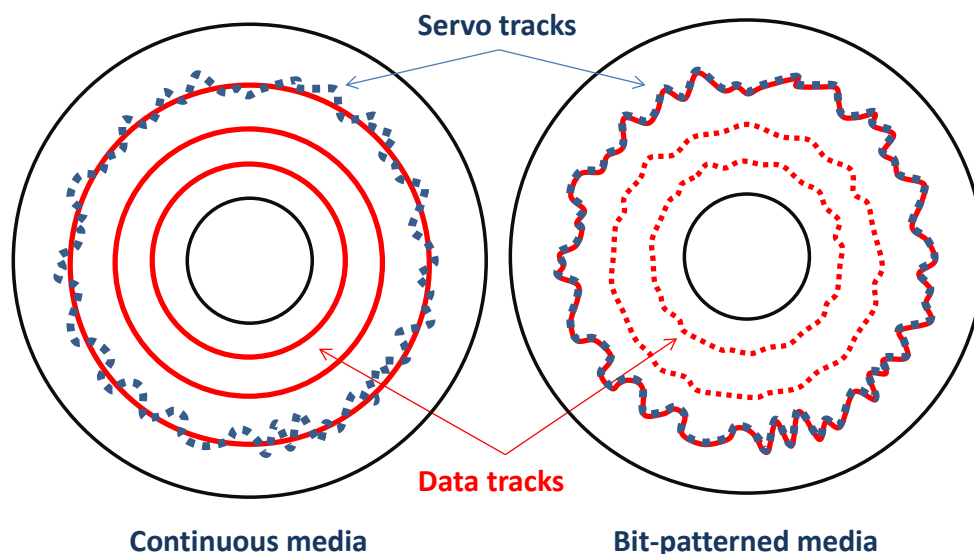 Servo tracks
Data tracks
Continuous media
Bit-patterned media